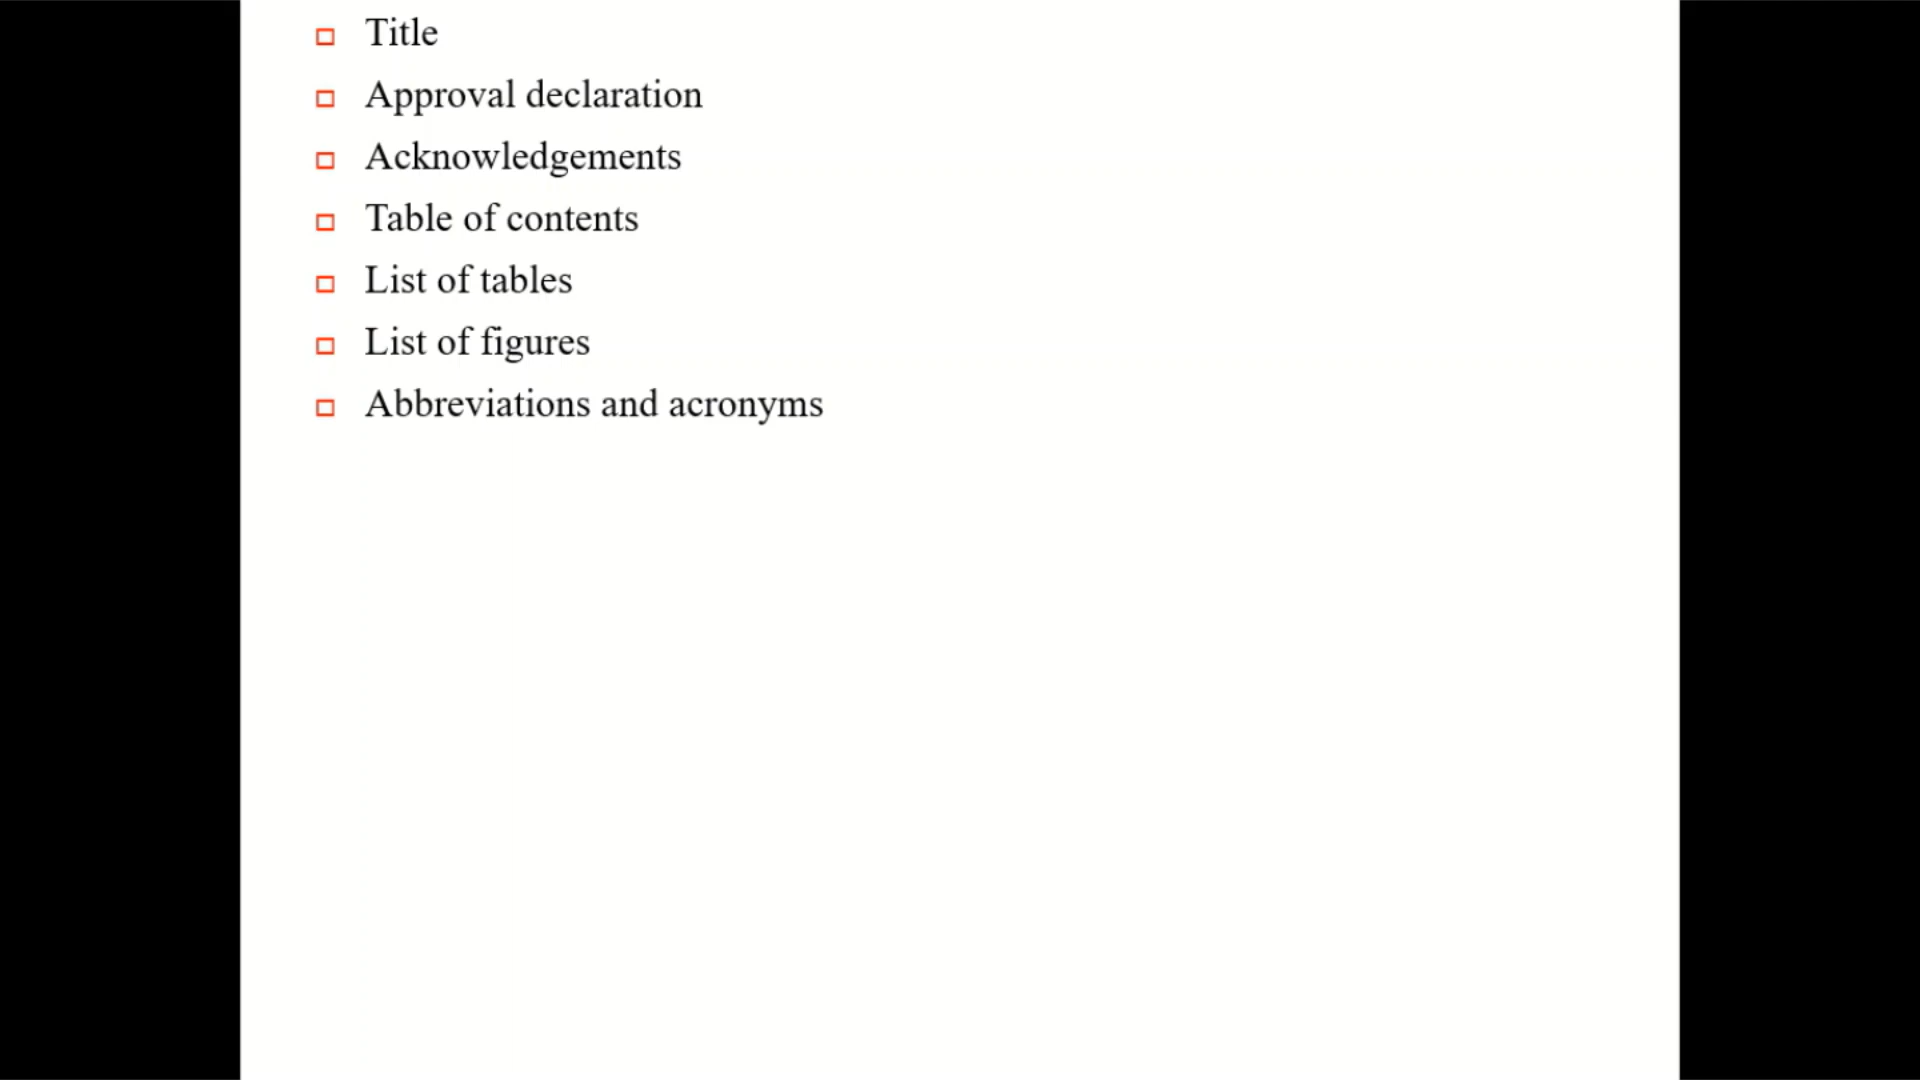 Title
Approval declaration
Acknowledgements
Table of contents
List of tables
List of figures
Abbreviations and acronyms